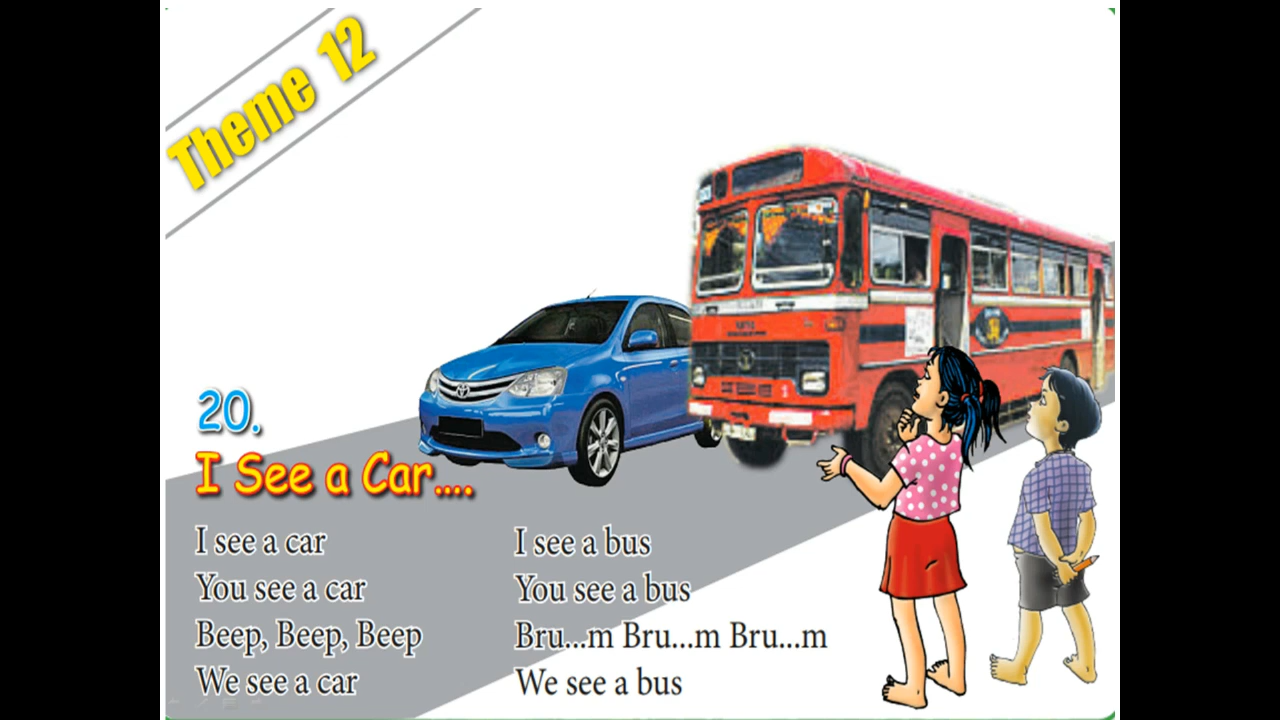 Theme 12
20.
I See a Car....
I see a car
You see a car
Beep, Beep, Beep
We see a car
I see a bus
You see a bus
Bru...m Bru...m Bru...m
We see a bus